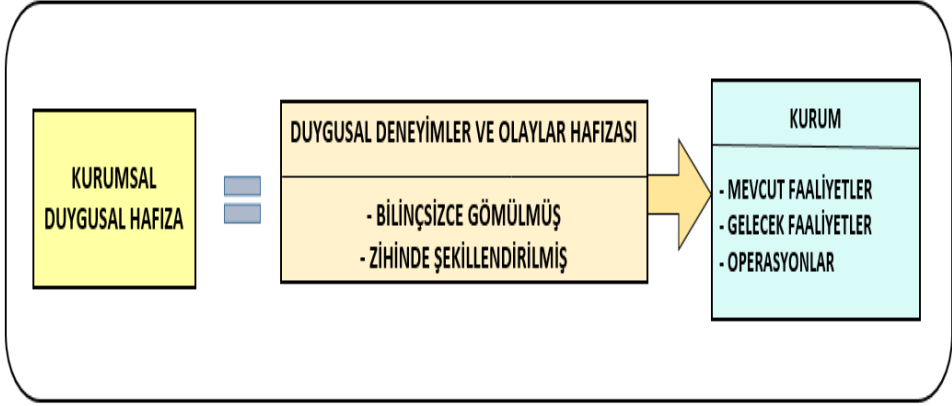 KURUMSAL
DUYGUSAL HAFIZA
DUYGUSAL DENEYİMLER VE OLAYLAR HAFIZASI
- BİLİNÇSİZCE GÖMÜLMÜŞ
- ZİHİNDE ŞEKİLLENDİRİLMİŞ
KURUM
- MEVCUT FAALİYETLER
- GELECEK FAALİYETLER
- OPERASYONLAR